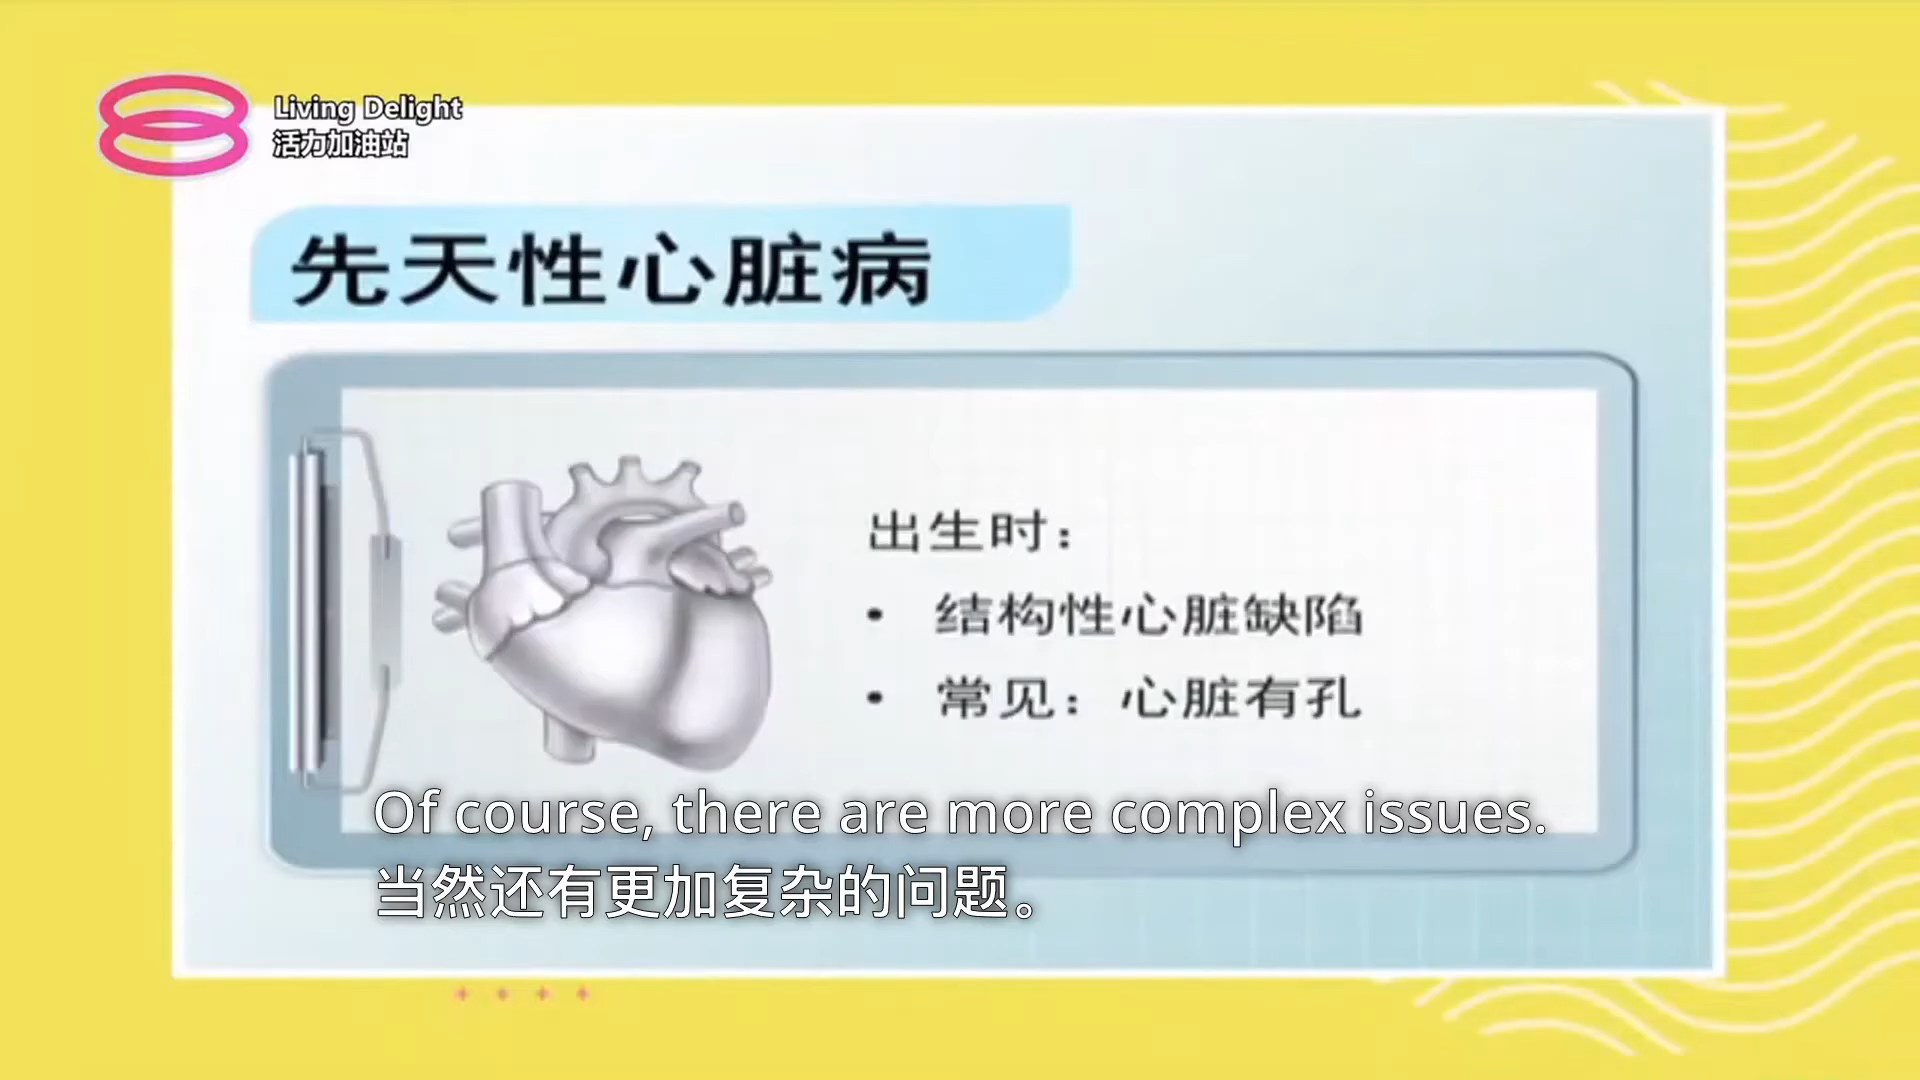 Living Delight
活力加油站
先天性心脏病
出生时：
• 结构性心脏缺陷
• 常见：心脏有孔
Of course, there are more complex issues.
当然还有更加复杂的问题。